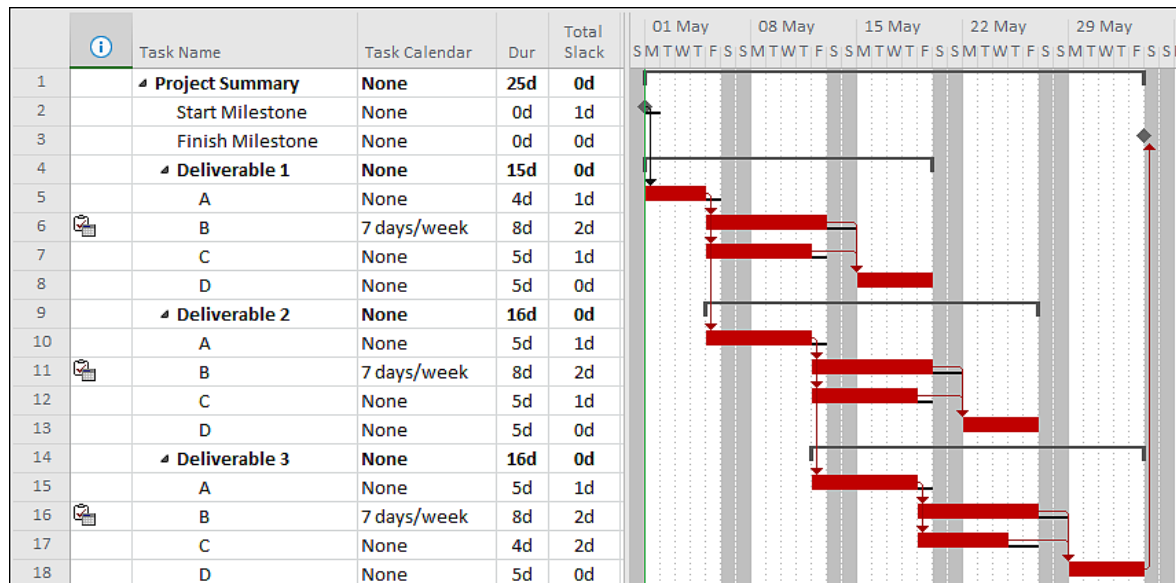 01 May 08 May 15 May 22 May 29 May
Task Name Task Calendar Dur Total Slack S M T W T F S S M T W T F S S M T W T F S S M T W T F S S M T W T F S S
1 Project Summary None 25d 0d
2 Start Milestone None 0d 1d
3 Finish Milestone None 0d 0d
4 Deliverable 1 None 15d 0d
5 A None 4d 1d
6 B 7 days/week 8d 2d
7 C None 5d 1d
8 D None 5d 0d
9 Deliverable 2 None 16d 0d
10 A None 5d 1d
11 B 7 days/week 8d 2d
12 C None 5d 1d
13 D None 5d 0d
14 Deliverable 3 None 16d 0d
15 A None 5d 1d
16 B 7 days/week 8d 2d
17 C None 4d 2d
18 D None 5d 0d